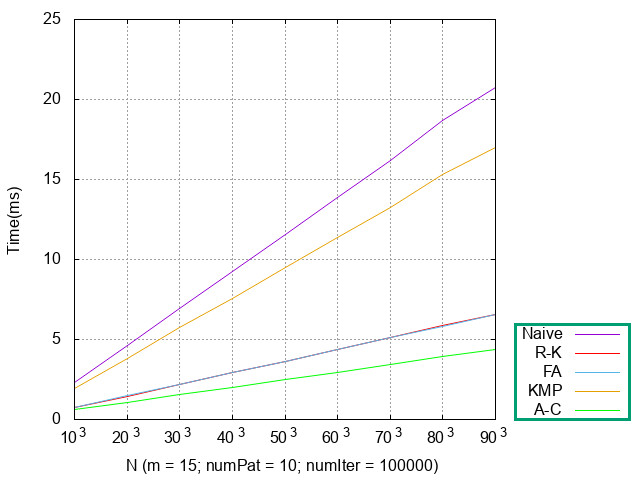 25
20
15
10
5
0
Time(ms)
10 3 20 3 30 3 40 3 50 3 60 3 70 3 80 3 90 3
N (m = 15; numPat = 10; numIter = 100000)
Naive
R-K
FA
KMP
A-C